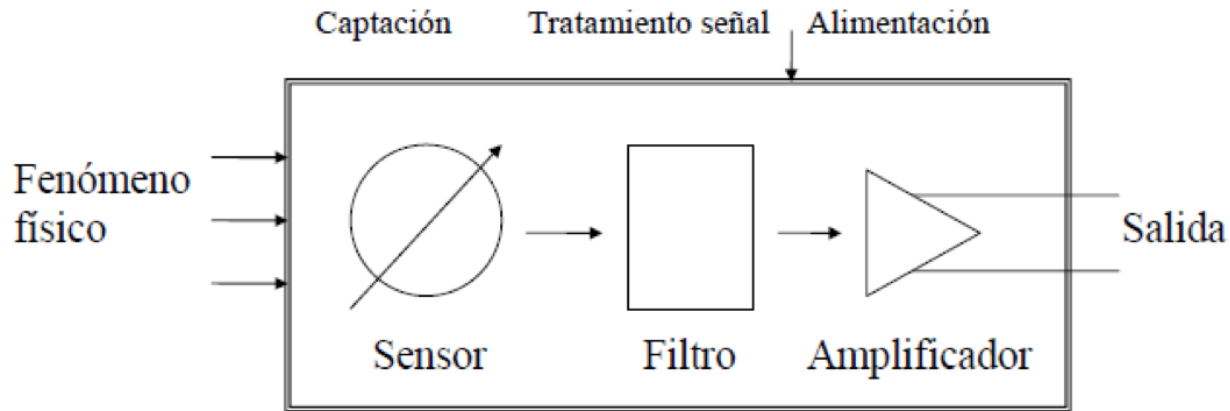 Captación Tratamiento señal Alimentación
Fenómeno
físico
Salida
Sensor Filtro Amplificador